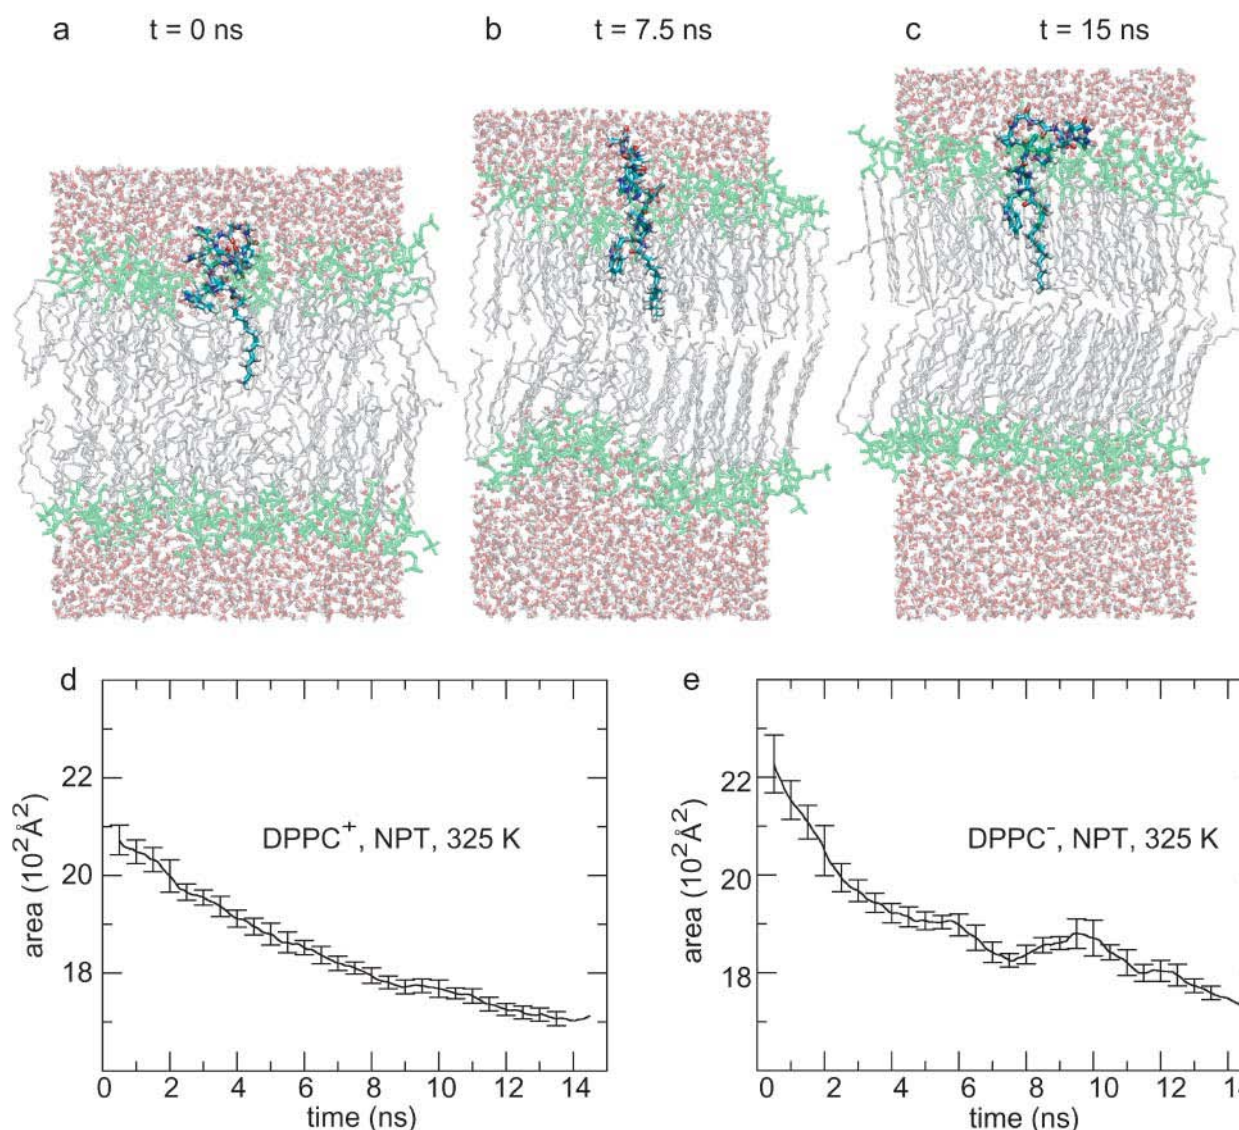 a t = 0 ns b t = 7.5 ns c t = 15 ns
d
22
20
18
area (10²Å²)
DPPC⁺, NPT, 325 K
0 2 4 6 8 10 12 14
time (ns)
e
22
20
18
area (10²Å²)
DPPC⁻, NPT, 325 K
0 2 4 6 8 10 12
time (ns)